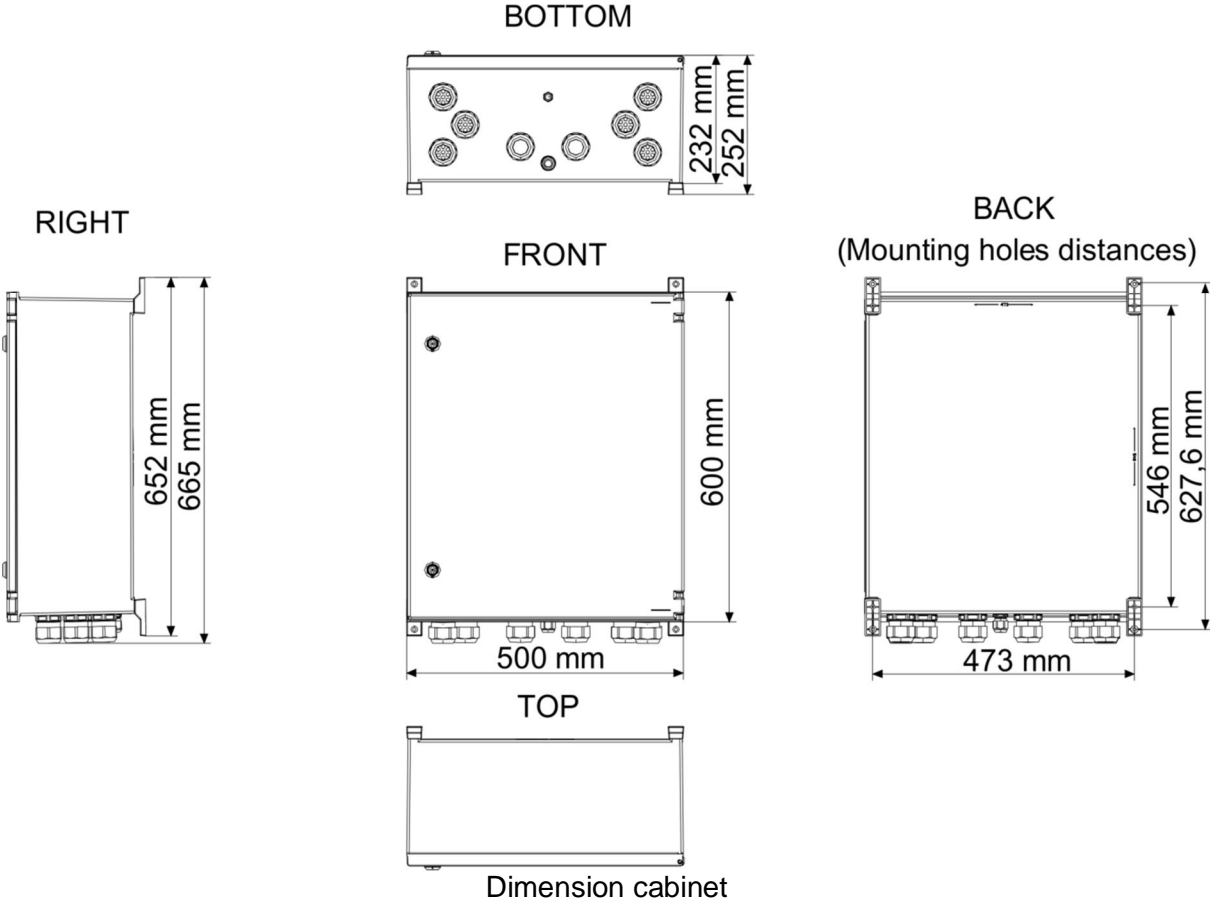 BOTTOM
232 mm
252 mm
RIGHT
652 mm
665 mm
FRONT
600 mm
500 mm
BACK
(Mounting holes distances)
546 mm
627,6 mm
473 mm
TOP
Dimension cabinet